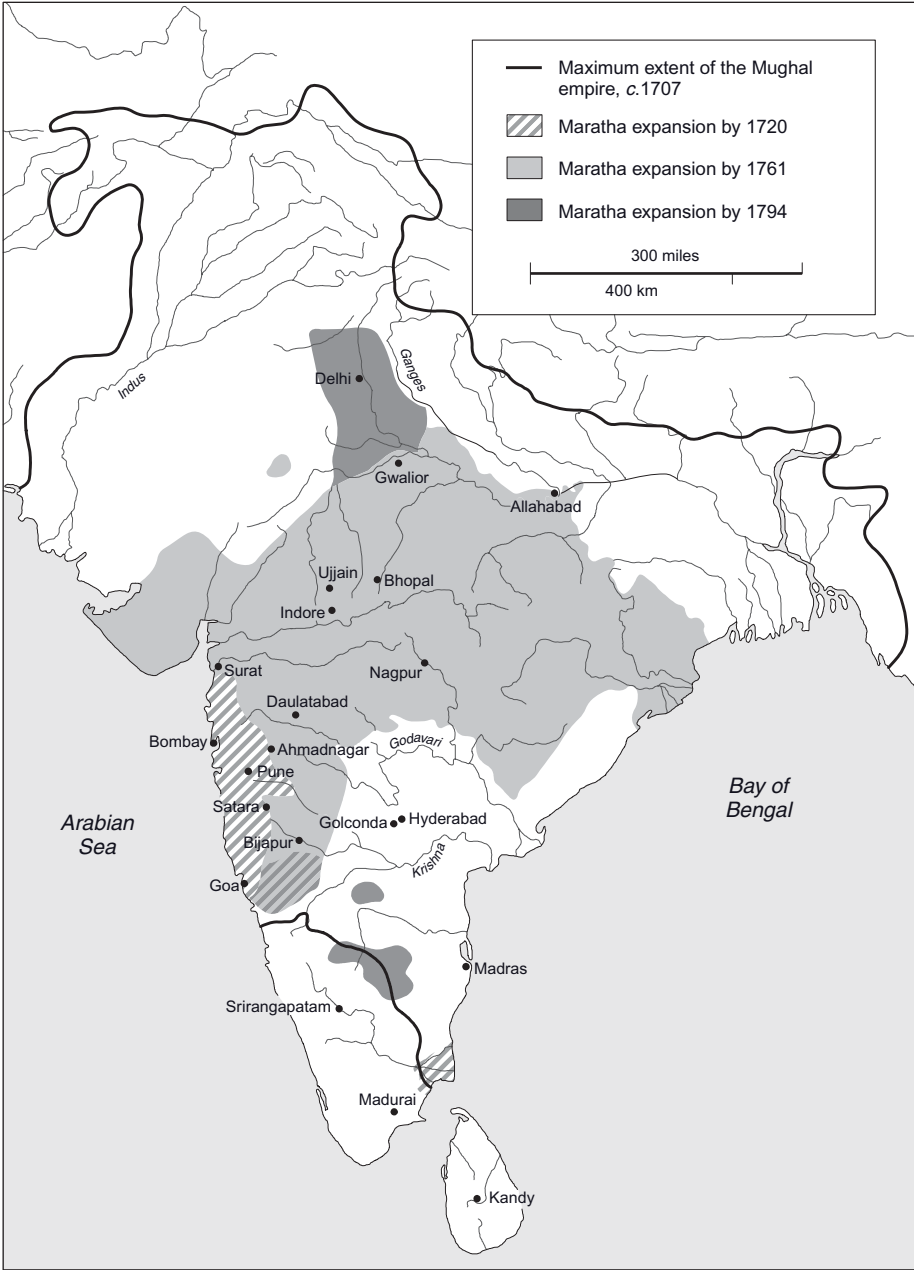 Maximum extent of the Mughal
empire, c.1707
Maratha expansion by 1720
Maratha expansion by 1761
Maratha expansion by 1794
300 miles
400 km
Indus
Delhi
Ganges
Gwalior
Allahabad
Ujjain
Bhopal
Indore
Surat
Nagpur
Daulatabad
Bombay
Ahmadnagar
Godavari
Pune
Satara
Golconda
Hyderabad
Bijapur
Krishna
Goa
Arabian
Sea
Bay of
Bengal
Madras
Srirangapatam
Madurai
Kandy